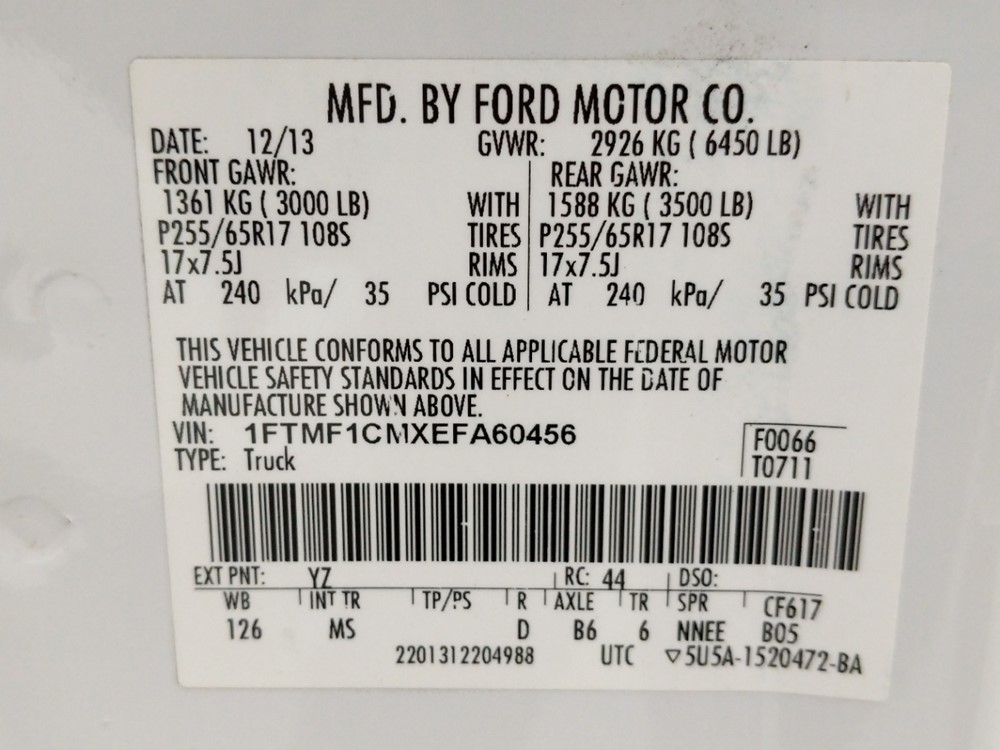 MFD. BY FORD MOTOR CO.
DATE: 12/13 GVWR: 2926 KG ( 6450 LB)
FRONT GAWR: REAR GAWR:
1361 KG ( 3000 LB) WITH 1588 KG ( 3500 LB) WITH
P255/65R17 108S TIRES P255/65R17 108S TIRES
17x7.5J RIMS 17x7.5J RIMS
AT 240 kPa/ 35 PSI COLD AT 240 kPa/ 35 PSI COLD
THIS VEHICLE CONFORMS TO ALL APPLICABLE FEDERAL MOTOR
VEHICLE SAFETY STANDARDS IN EFFECT ON THE DATE OF
MANUFACTURE SHOWN ABOVE.
VIN: 1FTMF1CMXEFA60456 F0066
TYPE: Truck T0711
EXT PNT: YZ RC: 44 DSO:
WB INT TR TP/PS R AXLE TR SPR CF617
126 MS D B6 6 NNEE B05
2201312204988 UTC ▽5U5A-1520472-BA